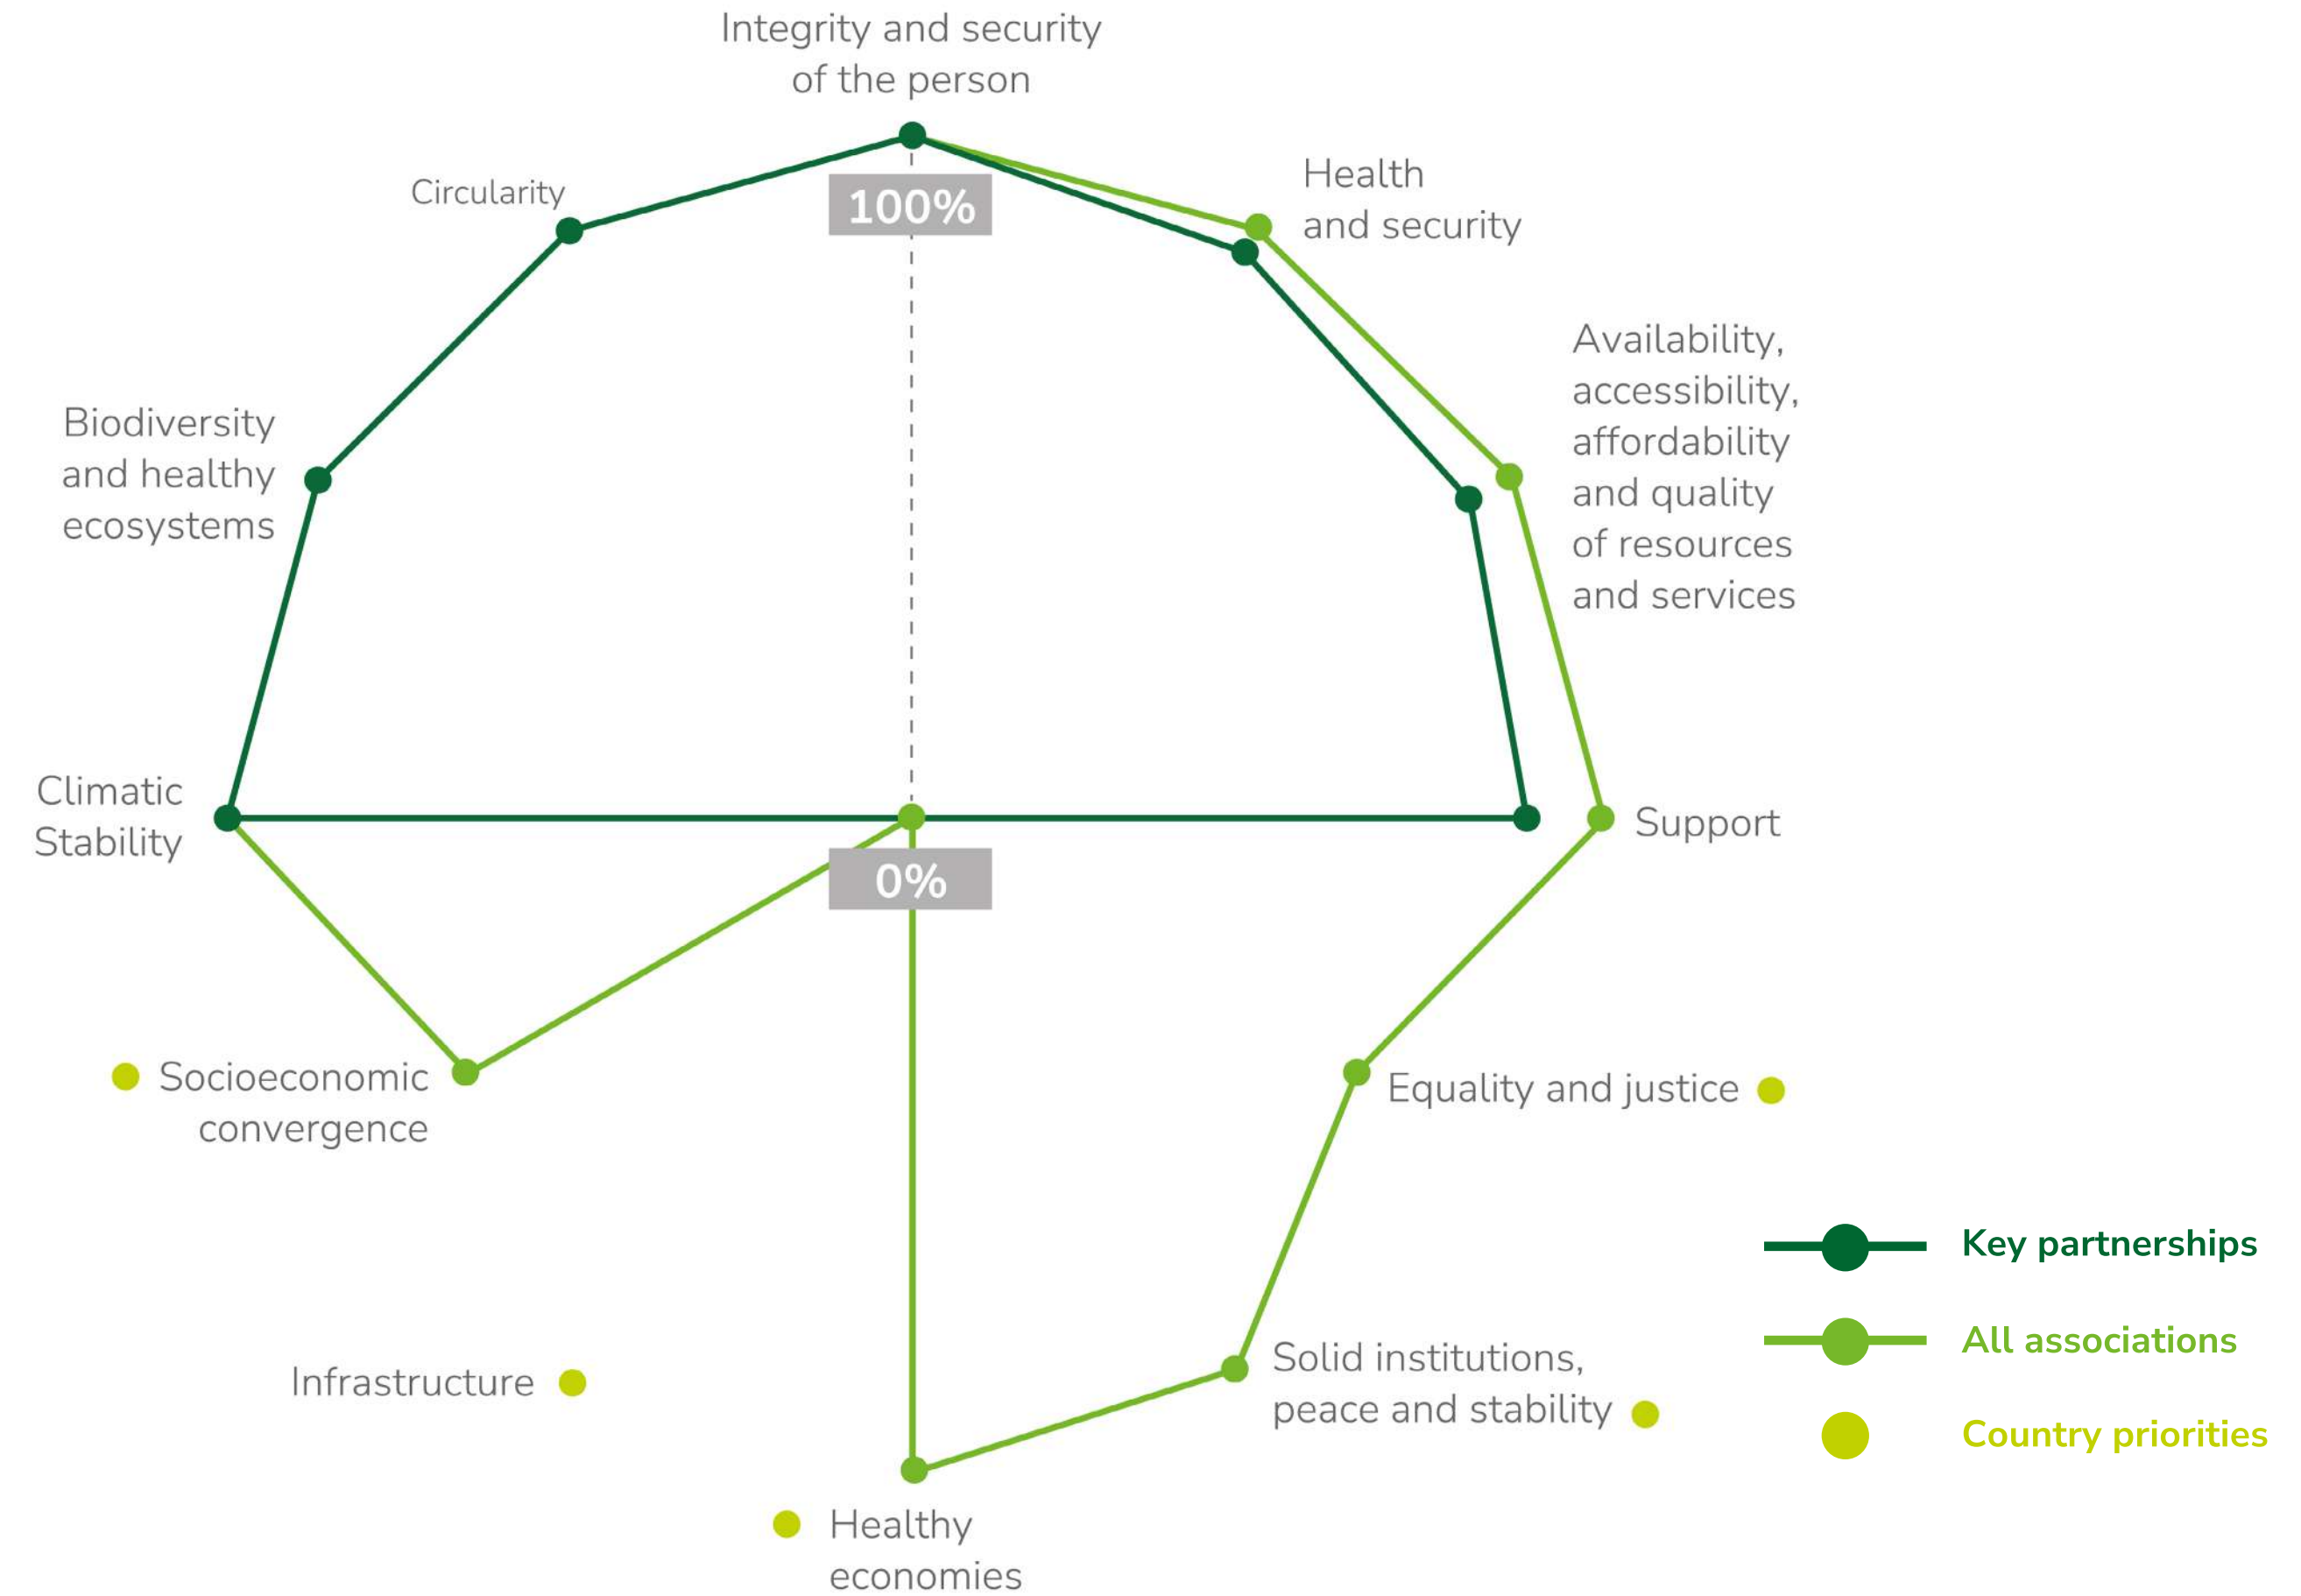 Integrity and security
of the person
100%
Circularity
Health
and security
Availability,
accessibility,
affordability
and quality
of resources
and services
Biodiversity
and healthy
ecosystems
Climatic
Stability
Support
0%
Socioeconomic
convergence
Equality and justice
Infrastructure
Solid institutions,
peace and stability
Healthy
economies
Key partnerships
All associations
Country priorities